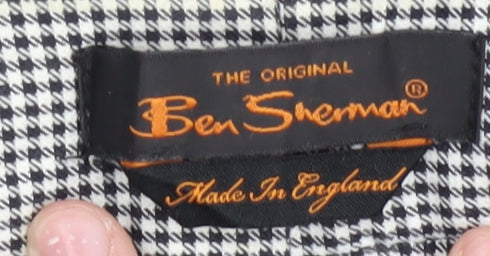 THE ORIGINAL
Ben Sherman®
Made In England